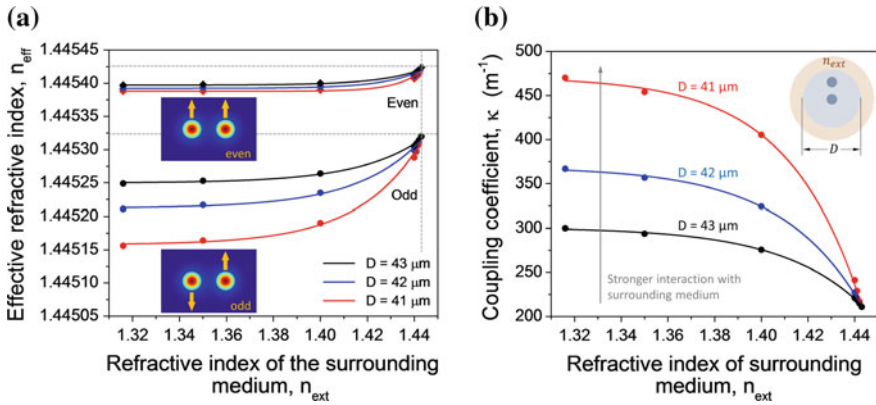 (a)
Effective refractive index, n_eff
1.44545
1.44540
1.44535
1.44530
1.44525
1.44520
1.44515
1.44510
1.44505
Even
even
Odd
odd
D = 43 µm
D = 42 µm
D = 41 µm
1.32 1.34 1.36 1.38 1.40 1.42 1.44
Refractive index of the surrounding
medium, n_ext
(b)
Coupling coefficient, κ (m⁻¹)
500
450
400
350
300
250
200
n_ext
D
D = 41 µm
D = 42 µm
D = 43 µm
Stronger interaction with
surrounding medium
1.32 1.34 1.36 1.38 1.40 1.42 1.44
Refractive index of surrounding
medium, n_ext